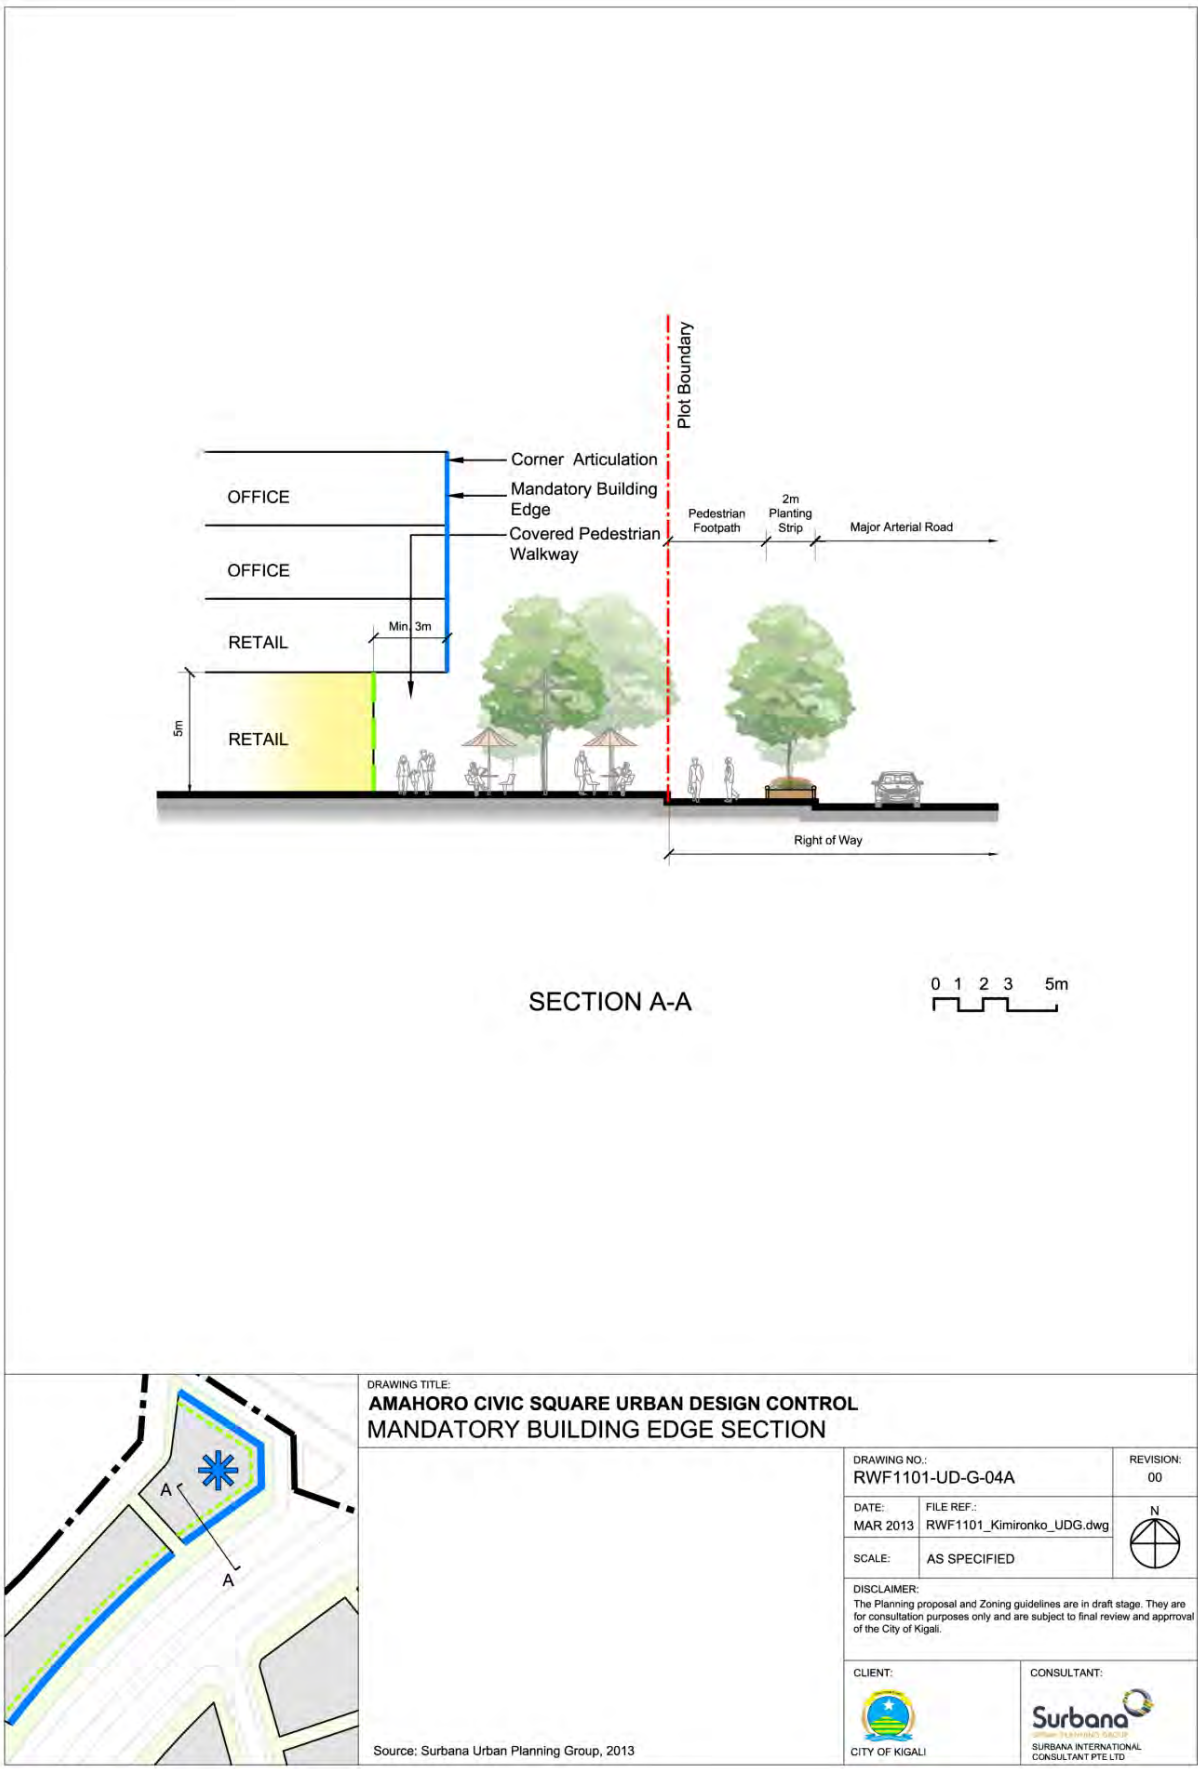 Plot Boundary
Corner Articulation
OFFICE
Mandatory Building
Edge
2m
Planting
Strip
Pedestrian
Footpath
Major Arterial Road
Covered Pedestrian
Walkway
OFFICE
Min. 3m
RETAIL
5m
RETAIL
Right of Way
SECTION A-A
0 1 2 3 5m
A
A
DRAWING TITLE:
AMAHORO CIVIC SQUARE URBAN DESIGN CONTROL
MANDATORY BUILDING EDGE SECTION
DRAWING NO.:
RWF1101-UD-G-04A
REVISION:
00
DATE:
MAR 2013
FILE REF.:
RWF1101_Kimironko_UDG.dwg
N
SCALE:
AS SPECIFIED
DISCLAIMER:
The Planning proposal and Zoning guidelines are in draft stage. They are
for consultation purposes only and are subject to final review and apprroval
of the City of Kigali.
CLIENT:
CITY OF KIGALI
CONSULTANT:
Surbana
URBAN PLANNING GROUP
SURBANA INTERNATIONAL
CONSULTANT PTE LTD
Source: Surbana Urban Planning Group, 2013